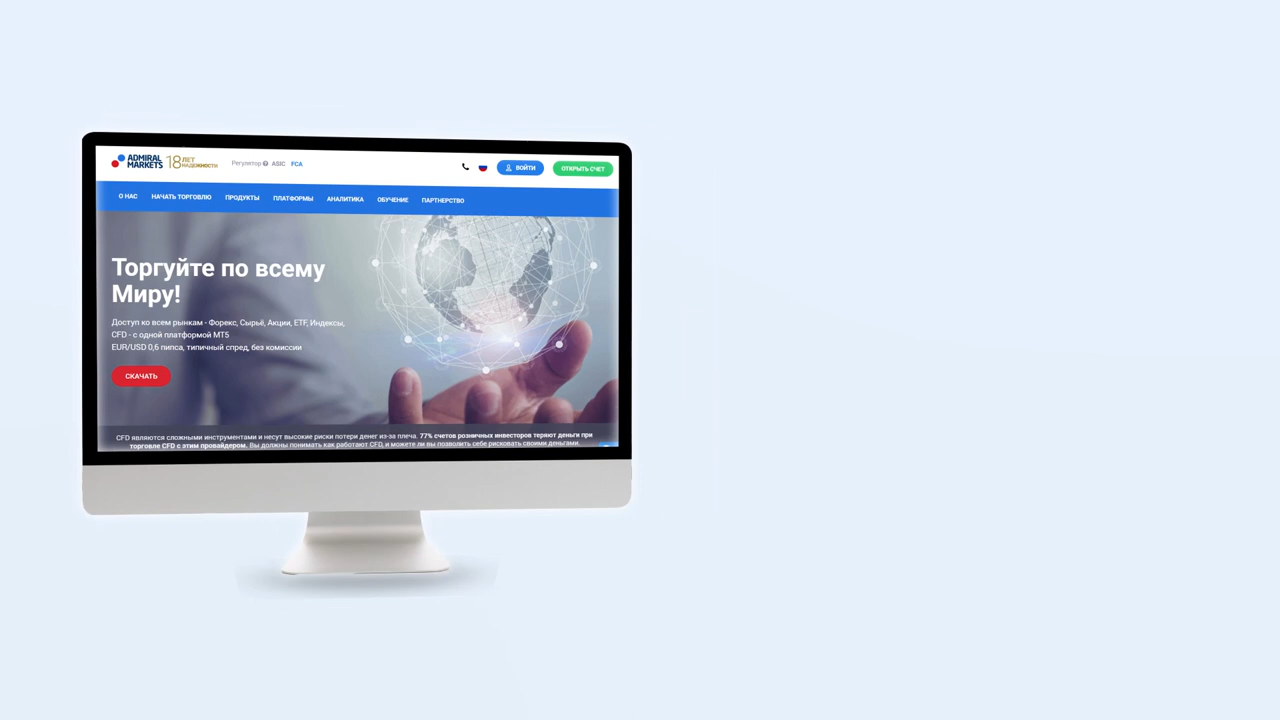 ADMIRAL MARKETS
18 ЛЕТ НАДЕЖНОСТИ
Регулятор ASIC FCA
ВОЙТИ
ОТКРЫТЬ СЧЕТ
О НАС НАЧАТЬ ТОРГОВЛЮ ПРОДУКТЫ ПЛАТФОРМЫ АНАЛИТИКА ОБУЧЕНИЕ ПАРТНЕРСТВО
Торгуйте по всему
Миру!
Доступ ко всем рынкам - Форекс, Сырьё, Акции, ETF, Индексы,
CFD - с одной платформой МТ5
EUR/USD 0,6 пипса, типичный спред, без комиссии
СКАЧАТЬ
CFD являются сложными инструментами и несут высокие риски потери денег из-за плеча. 77% счетов розничных инвесторов теряют деньги при
торговле CFD с этим провайдером. Вы должны понимать как работают CFD, и можете ли вы позволить себе рисковать своими деньгами.